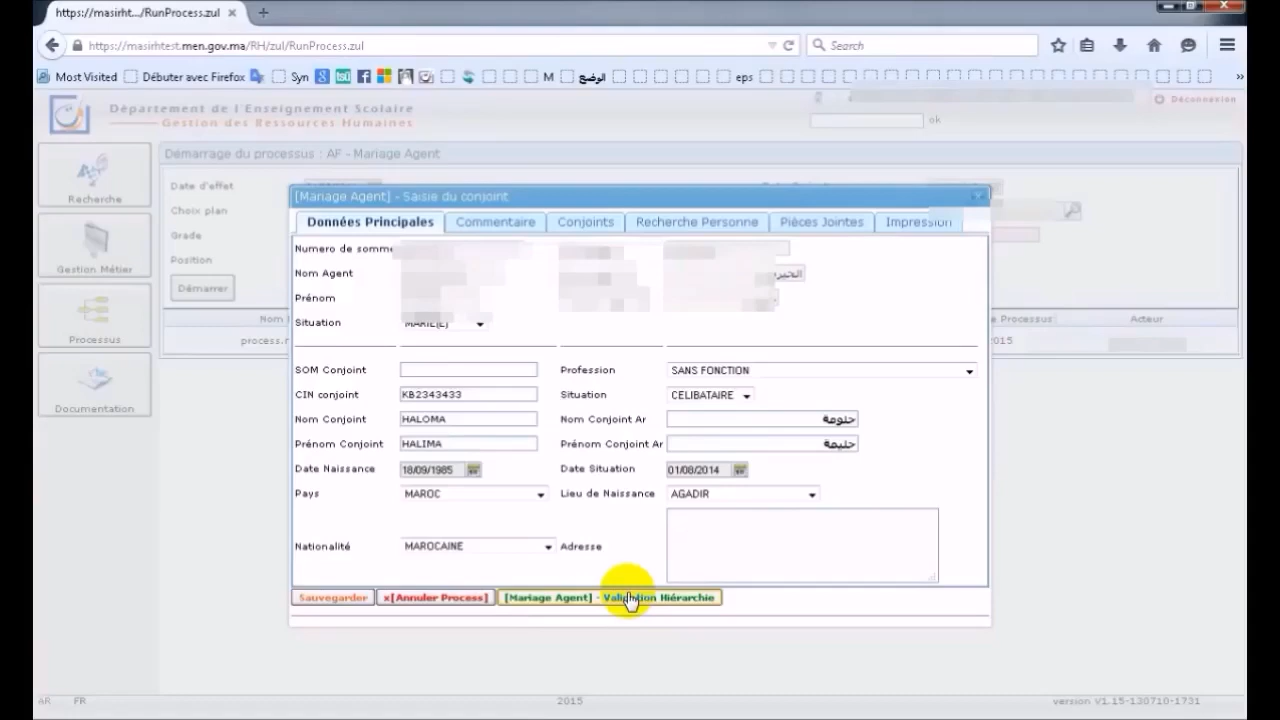 https://masirht.../RunProcess.zul
https://masirhtest.men.gov.ma/RH/zul/RunProcess.zul
Search
Most Visited Débuter avec Firefox Syn M الوضع eps »
Département de l'Enseignement Scolaire
Gestion des Ressources Humaines
Déconnexion
ok
Recherche
Gestion Métier
Processus
Documentation
Démarrage du processus : AF - Mariage Agent
Date d'effet
Choix plan
Grade
Position
Démarrer
Nom
Processus Acteur
process.
2015
[Mariage Agent] - Saisie du conjoint
Données Principales Commentaire Conjoints Recherche Personne Pièces Jointes Impression
Numero de somme
Nom Agent
Prénom
Situation MARIE(E)
SOM Conjoint Profession SANS FONCTION
CIN conjoint KB2343433 Situation CELIBATAIRE
Nom Conjoint HALOMA Nom Conjoint Ar حلومة
Prénom Conjoint HALIMA Prénom Conjoint Ar حليمة
Date Naissance 18/09/1985 Date Situation 01/08/2014
Pays MAROC Lieu de Naissance AGADIR
Nationalité MAROCAINE Adresse
Sauvegarder x[Annuler Process] [Mariage Agent] - Validation Hiérarchie
AR FR 2015 version V1.15-130710-1731